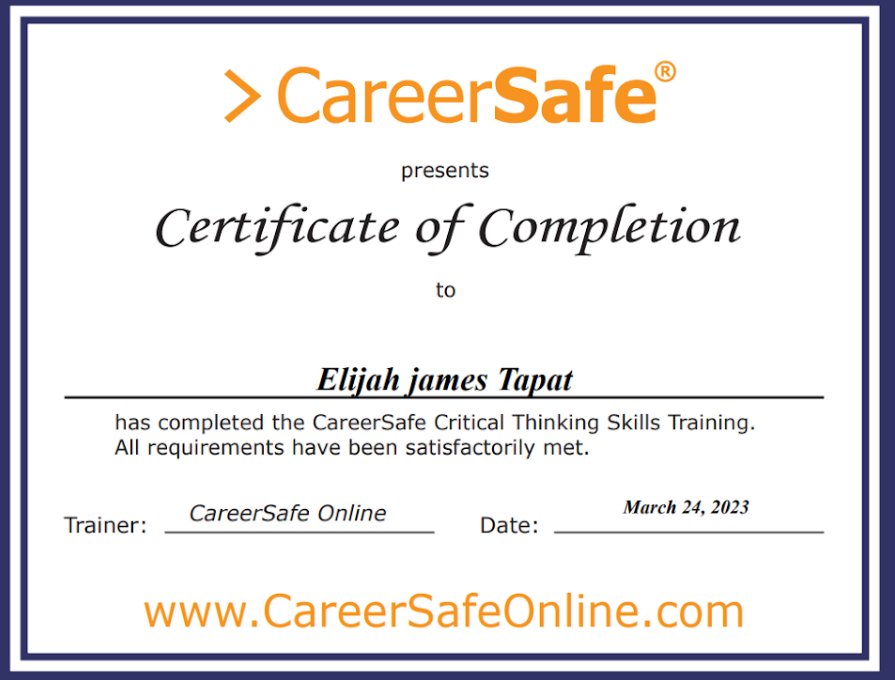 > CareerSafe®
presents
Certificate of Completion
to
Elijah james Tapat
has completed the CareerSafe Critical Thinking Skills Training.
All requirements have been satisfactorily met.
Trainer: CareerSafe Online Date: March 24, 2023
www.CareerSafeOnline.com